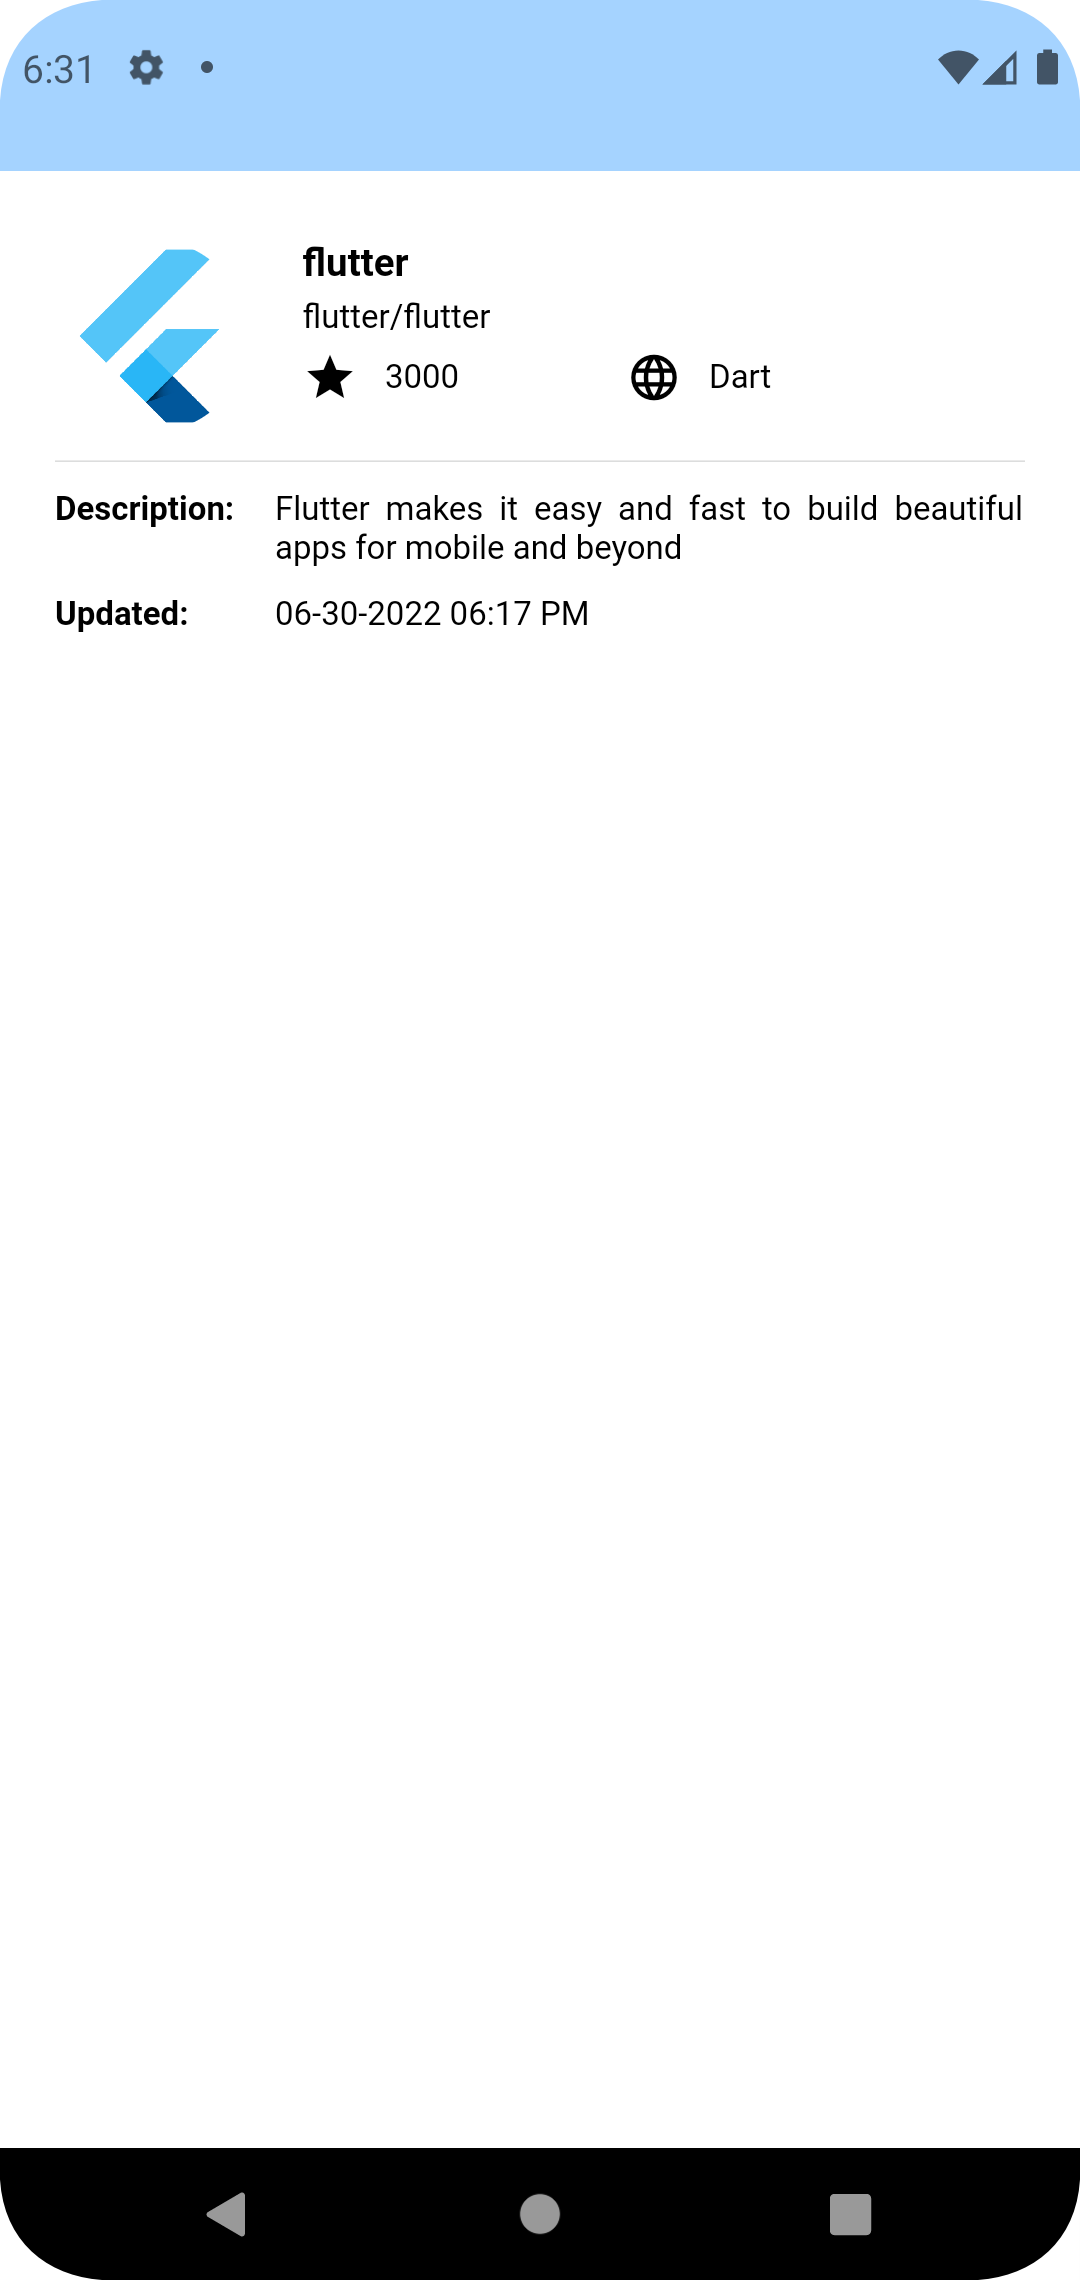 6:31
flutter
flutter/flutter
3000 Dart
Description: Flutter makes it easy and fast to build beautiful
apps for mobile and beyond
Updated: 06-30-2022 06:17 PM